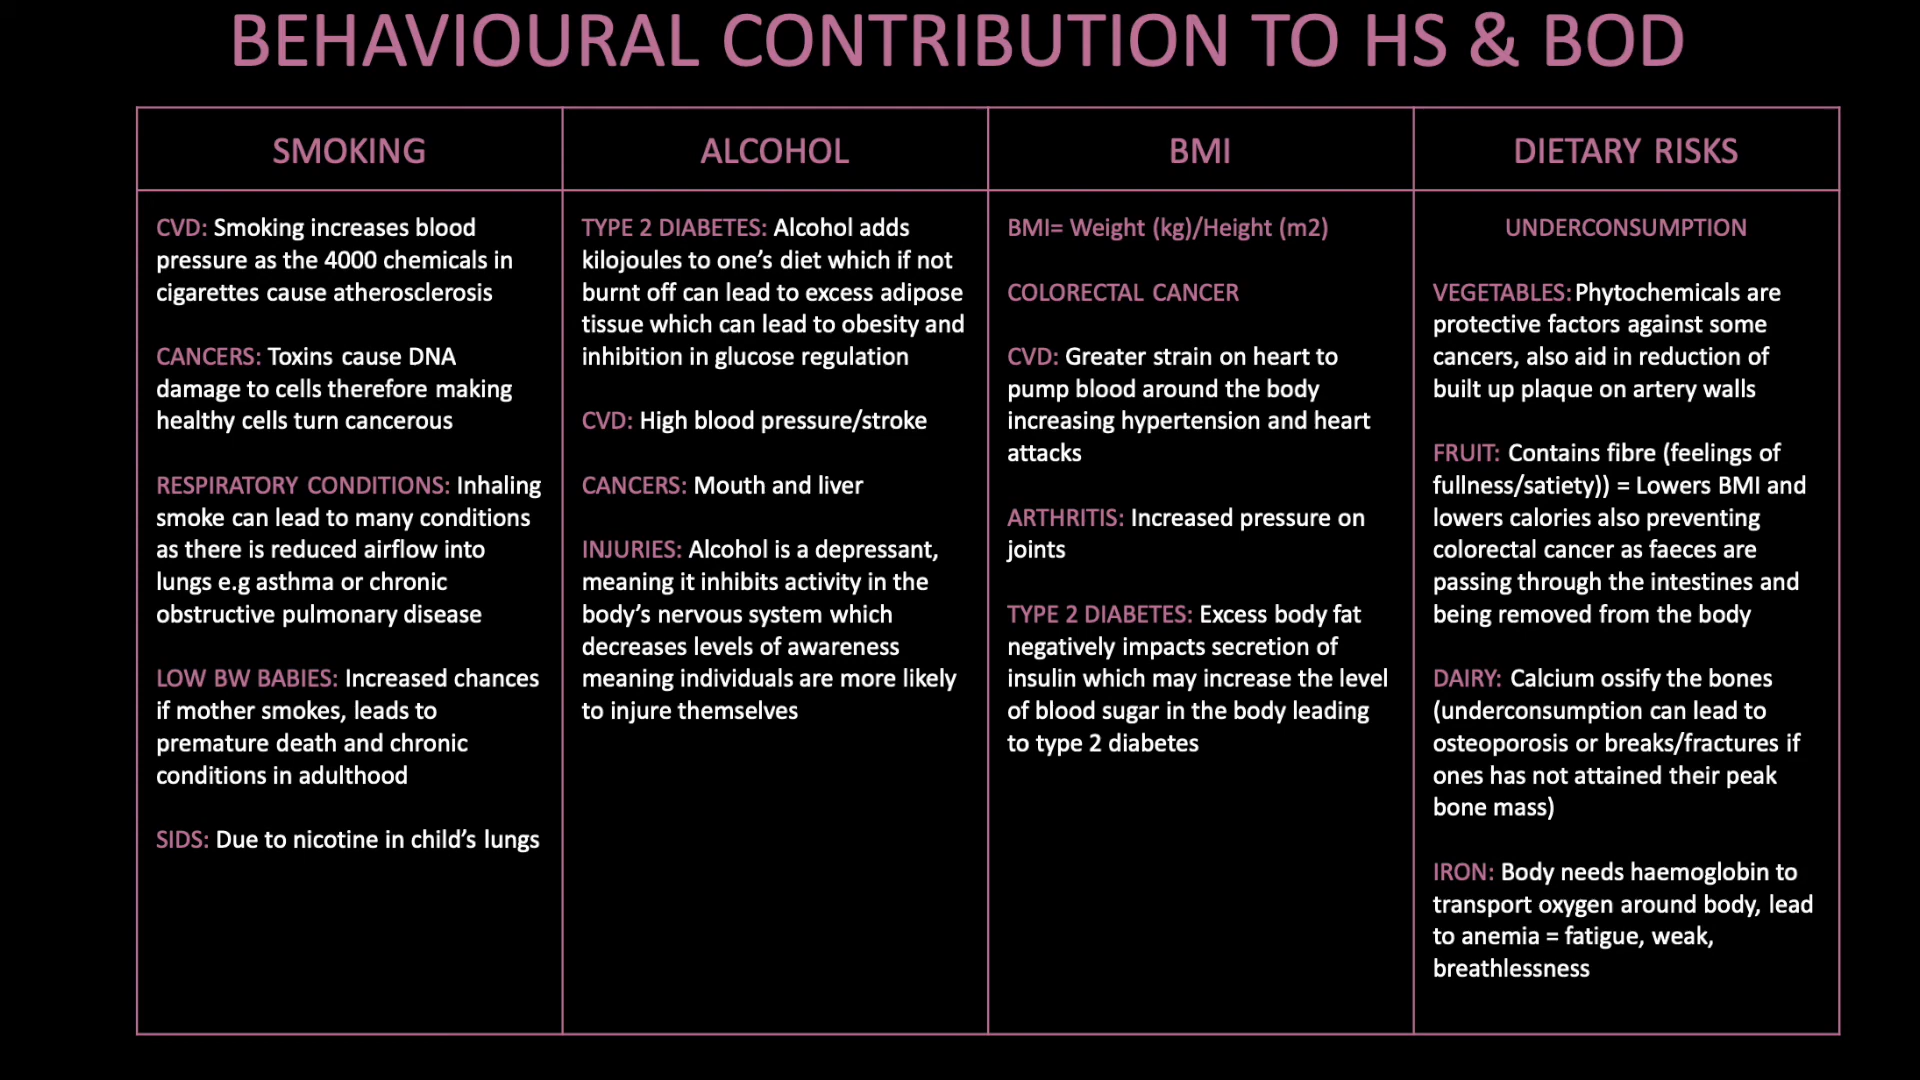 BEHAVIOURAL CONTRIBUTION TO HS & BOD
SMOKING
CVD: Smoking increases blood
pressure as the 4000 chemicals in
cigarettes cause atherosclerosis
CANCERS: Toxins cause DNA
damage to cells therefore making
healthy cells turn cancerous
RESPIRATORY CONDITIONS: Inhaling
smoke can lead to many conditions
as there is reduced airflow into
lungs e.g asthma or chronic
obstructive pulmonary disease
LOW BW BABIES: Increased chances
if mother smokes, leads to
premature death and chronic
conditions in adulthood
SIDS: Due to nicotine in child’s lungs
ALCOHOL
TYPE 2 DIABETES: Alcohol adds
kilojoules to one’s diet which if not
burnt off can lead to excess adipose
tissue which can lead to obesity and
inhibition in glucose regulation
CVD: High blood pressure/stroke
CANCERS: Mouth and liver
INJURIES: Alcohol is a depressant,
meaning it inhibits activity in the
body’s nervous system which
decreases levels of awareness
meaning individuals are more likely
to injure themselves
BMI
BMI= Weight (kg)/Height (m2)
COLORECTAL CANCER
CVD: Greater strain on heart to
pump blood around the body
increasing hypertension and heart
attacks
ARTHRITIS: Increased pressure on
joints
TYPE 2 DIABETES: Excess body fat
negatively impacts secretion of
insulin which may increase the level
of blood sugar in the body leading
to type 2 diabetes
DIETARY RISKS
UNDERCONSUMPTION
VEGETABLES: Phytochemicals are
protective factors against some
cancers, also aid in reduction of
built up plaque on artery walls
FRUIT: Contains fibre (feelings of
fullness/satiety)) = Lowers BMI and
lowers calories also preventing
colorectal cancer as faeces are
passing through the intestines and
being removed from the body
DAIRY: Calcium ossify the bones
(underconsumption can lead to
osteoporosis or breaks/fractures if
ones has not attained their peak
bone mass)
IRON: Body needs haemoglobin to
transport oxygen around body, lead
to anemia = fatigue, weak,
breathlessness